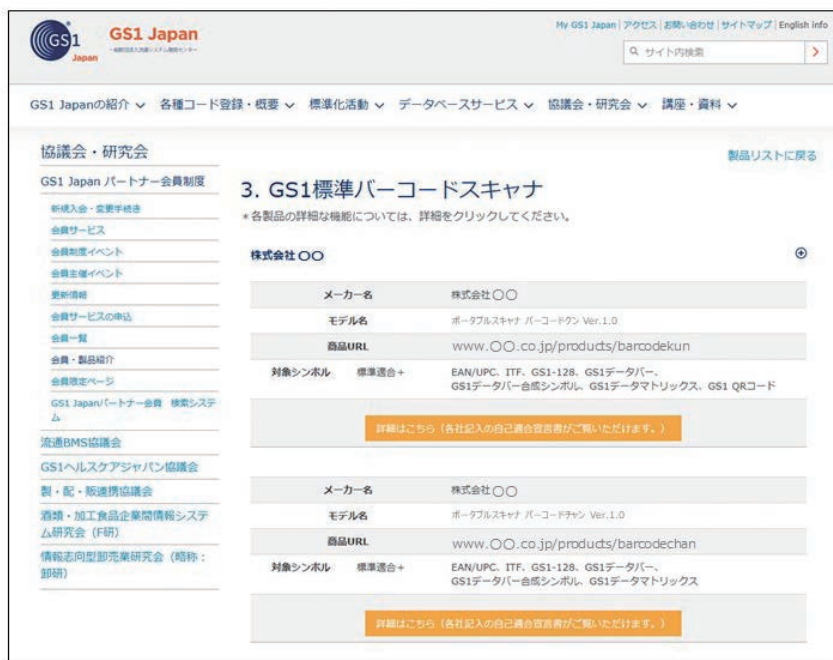 GS1
Japan
GS1 Japan
一般財団法人流通システム開発センター
My GS1 Japan | アクセス | お問い合わせ | サイトマップ | English info
サイト内検索
GS1 Japanの紹介 各種コード登録・概要 標準化活動 データベースサービス 協議会・研究会 講座・資料
協議会・研究会
製品リストに戻る
GS1 Japan パートナー会員制度
新規入会・変更手続き
会員サービス
会員制度イベント
会員主催イベント
更新情報
会員サービスの申込
会員一覧
会員・製品紹介
会員限定ページ
GS1 Japanパートナー会員 検索システ
ム
流通BMS協議会
GS1ヘルスケアジャパン協議会
製・配・販連携協議会
酒類・加工食品企業間情報システ
ム研究会（F研）
情報志向型卸売業研究会（略称：
卸研）
3. GS1標準バーコードスキャナ
*各製品の詳細な機能については、詳細をクリックしてください。
株式会社〇〇
メーカー名 株式会社〇〇
モデル名 ポータブルスキャナ バーコードクン Ver.1.0
商品URL www.〇〇.co.jp/products/barcodekun
対象シンボル 標準適合+ EAN/UPC、ITF、GS1-128、GS1データバー、
GS1データバー合成シンボル、GS1データマトリックス、GS1 QRコード
詳細はこちら（各社記入の自己適合宣言書がご覧いただけます。）
メーカー名 株式会社〇〇
モデル名 ポータブルスキャナ バーコードチャン Ver.1.0
商品URL www.〇〇.co.jp/products/barcodechan
対象シンボル 標準適合+ EAN/UPC、ITF、GS1-128、GS1データバー、
GS1データバー合成シンボル、GS1データマトリックス
詳細はこちら（各社記入の自己適合宣言書がご覧いただけます。）